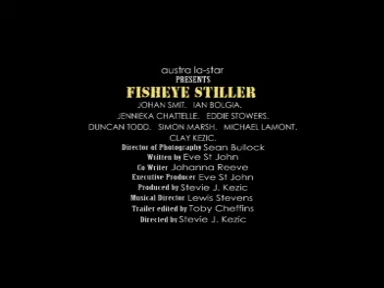 austra la-star
PRESENTS
FISHEYE STILLER
JOHAN SMIT. IAN BOLGIA.
JENNIEKA CHATTELLE. EDDIE STOWERS.
DUNCAN TODD. SIMON MARSH. MICHAEL LAMONT.
CLAY KEZIC.
Director of Photography Sean Bullock
Written by Eve St John
Co Writer Johanna Reeve
Executive Producer Eve St John
Produced by Stevie J. Kezic
Musical Director Lewis Stevens
Trailer edited by Toby Cheffins
Directed by Stevie J. Kezic